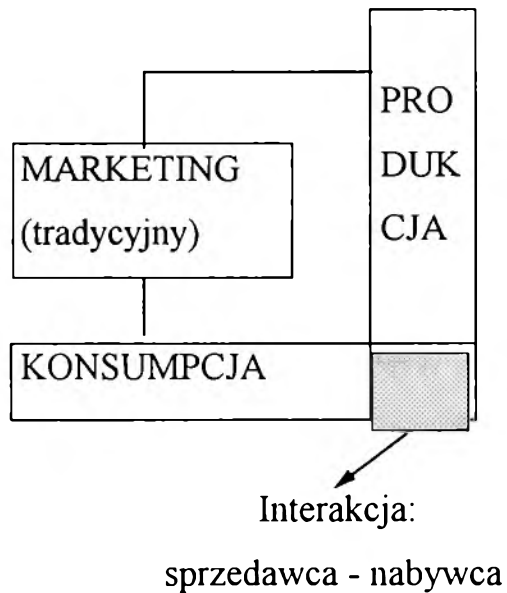 PRO
DUK
CJA
MARKETING
(tradycyjny)
KONSUMPCJA
Interakcja:
sprzedawca - nabywca